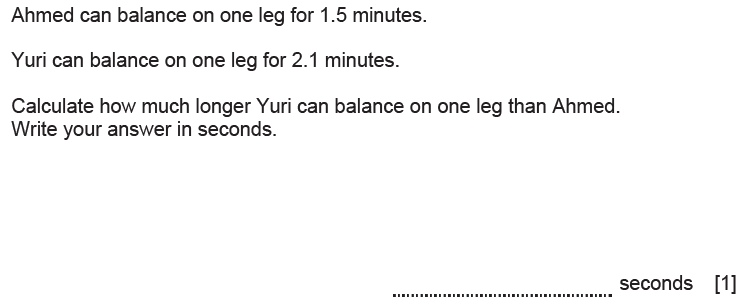 Ahmed can balance on one leg for 1.5 minutes.
Yuri can balance on one leg for 2.1 minutes.
Calculate how much longer Yuri can balance on one leg than Ahmed.
Write your answer in seconds.
seconds [1]